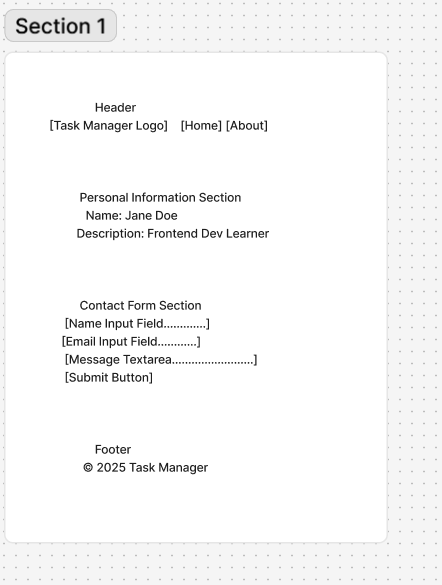 Section 1
Header
[Task Manager Logo] [Home] [About]
Personal Information Section
Name: Jane Doe
Description: Frontend Dev Learner
Contact Form Section
[Name Input Field.............]
[Email Input Field............]
[Message Textarea.........................]
[Submit Button]
Footer
© 2025 Task Manager